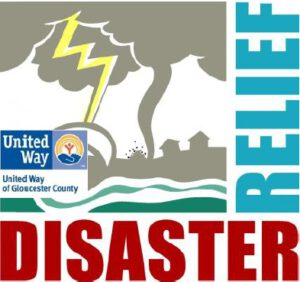 United
Way
United Way
of Gloucester County
DISASTER
RELIEF